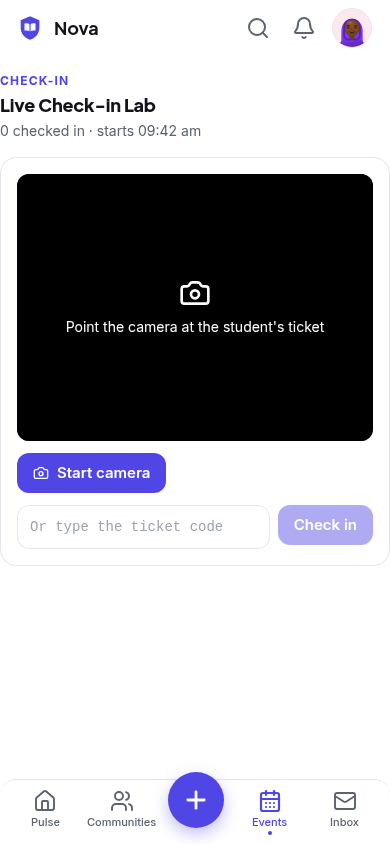 Nova
CHECK-IN
Live Check-in Lab
0 checked in · starts 09:42 am
Point the camera at the student's ticket
Start camera
Or type the ticket code
Check in
Pulse
Communities
Events
Inbox